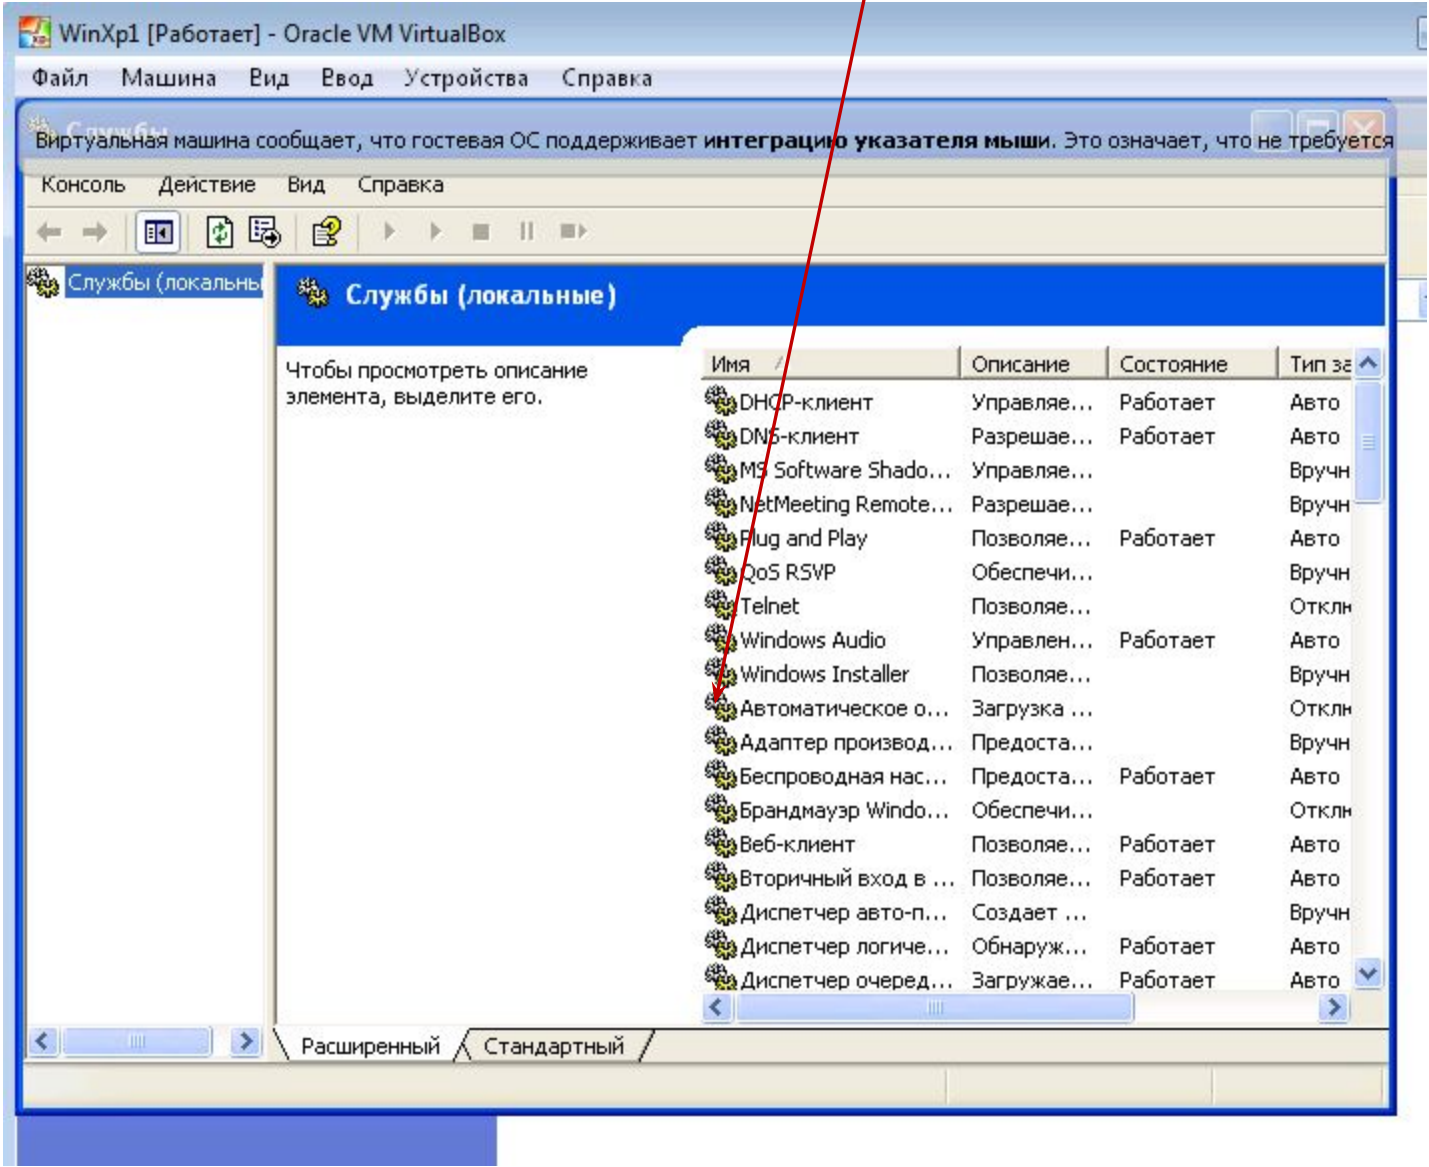 WinXp1 [Работает] - Oracle VM VirtualBox
Файл Машина Вид Ввод Устройства Справка
Службы
Виртуальная машина сообщает, что гостевая ОС поддерживает интеграцию указателя мыши. Это означает, что не требуется
Консоль Действие Вид Справка
Службы (локальны
Службы (локальные)
Чтобы просмотреть описание
элемента, выделите его.
Имя Описание Состояние Тип за
DHCP-клиент Управляе... Работает Авто
DNS-клиент Разрешае... Работает Авто
MS Software Shado... Управляе... Вручн
NetMeeting Remote... Разрешае... Вручн
Plug and Play Позволяе... Работает Авто
QoS RSVP Обеспечи... Вручн
Telnet Позволяе... Отклю
Windows Audio Управлен... Работает Авто
Windows Installer Позволяе... Вручн
Автоматическое о... Загрузка ... Отклю
Адаптер производ... Предоста... Вручн
Беспроводная нас... Предоста... Работает Авто
Брандмауэр Windo... Обеспечи... Отклю
Веб-клиент Позволяе... Работает Авто
Вторичный вход в ... Позволяе... Работает Авто
Диспетчер авто-п... Создает ... Вручн
Диспетчер логиче... Обнаруж... Работает Авто
Диспетчер очеред... Загружае... Работает Авто
Расширенный Стандартный